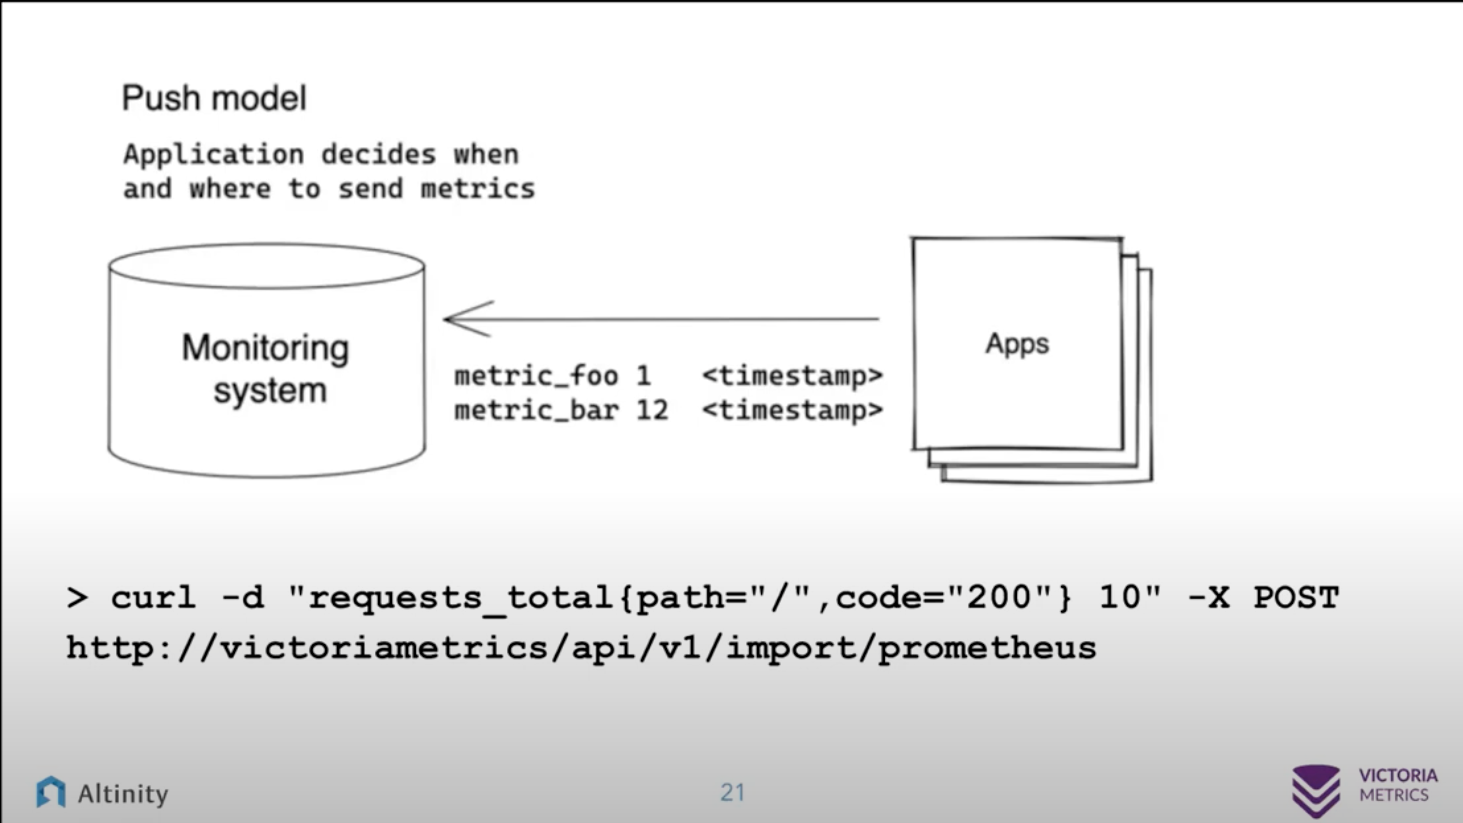 Push model
Application decides when
and where to send metrics
Monitoring
system
metric_foo 1 <timestamp>
metric_bar 12 <timestamp>
Apps
> curl -d "requests_total{path="/",code="200"} 10" -X POST
http://victoriametrics/api/v1/import/prometheus
Altinity
21
VICTORIA
METRICS